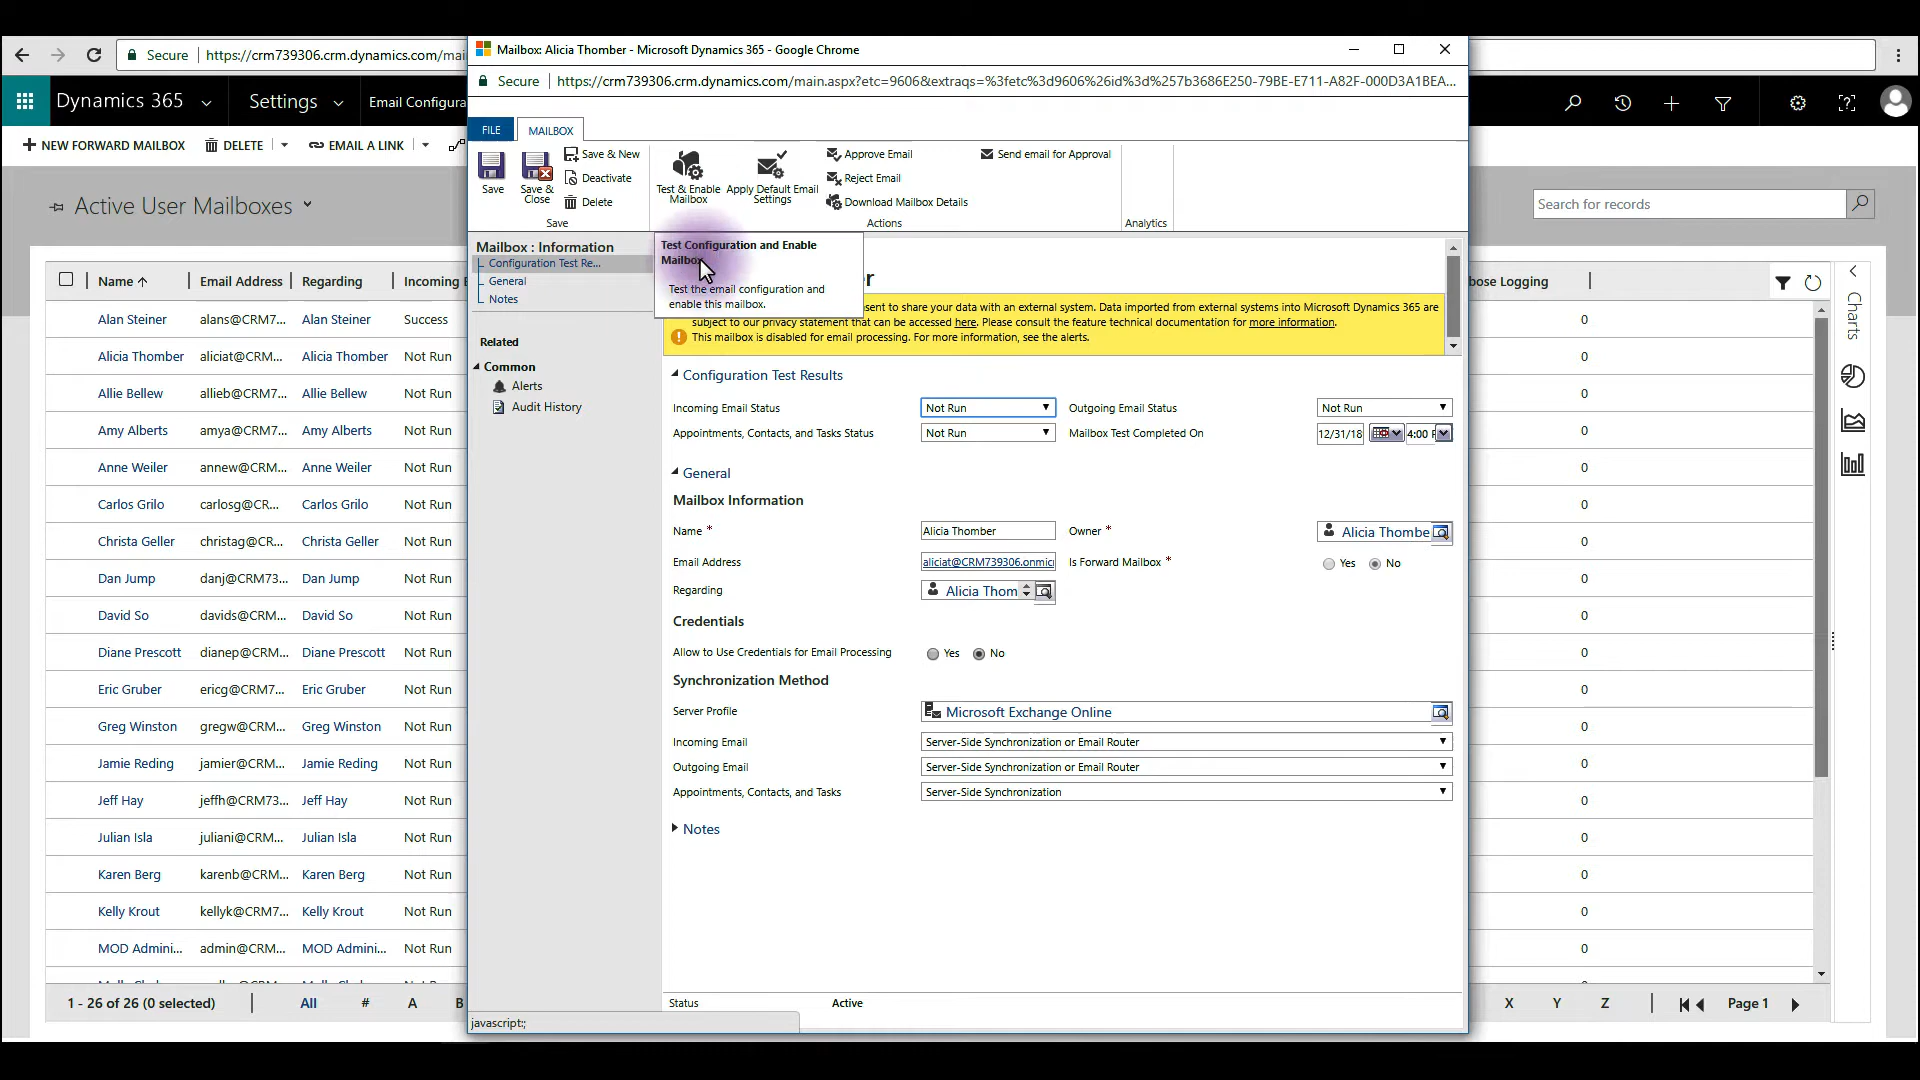 Mailbox: Alicia Thomber - Microsoft Dynamics 365 - Google Chrome
Secure
https://crm739306.crm.dynamics.com/mai
Secure
https://crm739306.crm.dynamics.com/main.aspx?etc=9606&extraqs=%3fetc%3d9606%26id%3d%257b3686E250-79BE-E711-A82F-000D3A1BEA...
Dynamics 365
Settings
Email Configura
FILE
MAILBOX
NEW FORWARD MAILBOX
DELETE
EMAIL A LINK
Save
Save & Close
Save & New
Deactivate
Delete
Save
Test & Enable Mailbox
Apply Default Email Settings
Approve Email
Reject Email
Download Mailbox Details
Send email for Approval
Actions
Analytics
Active User Mailboxes
Search for records
Mailbox : Information
Configuration Test Re...
General
Notes
Related
Common
Alerts
Audit History
Test Configuration and Enable
Mailbox
Test the email configuration and
enable this mailbox.
r
sent to share your data with an external system. Data imported from external systems into Microsoft Dynamics 365 are
subject to our privacy statement that can be accessed here. Please consult the feature technical documentation for more information.
This mailbox is disabled for email processing. For more information, see the alerts.
Configuration Test Results
Incoming Email Status Not Run Outgoing Email Status Not Run
Appointments, Contacts, and Tasks Status Not Run Mailbox Test Completed On 12/31/18 4:00
General
Mailbox Information
Name * Alicia Thomber Owner * Alicia Thombe
Email Address aliciat@CRM739306.onmic Is Forward Mailbox * Yes No
Regarding Alicia Thom
Credentials
Allow to Use Credentials for Email Processing Yes No
Synchronization Method
Server Profile Microsoft Exchange Online
Incoming Email Server-Side Synchronization or Email Router
Outgoing Email Server-Side Synchronization or Email Router
Appointments, Contacts, and Tasks Server-Side Synchronization
Notes
Status Active
javascript:;
Name Email Address Regarding Incoming bose Logging
Alan Steiner alans@CRM7... Alan Steiner Success 0
Alicia Thomber aliciat@CRM... Alicia Thomber Not Run 0
Allie Bellew allieb@CRM7... Allie Bellew Not Run 0
Amy Alberts amya@CRM7... Amy Alberts Not Run 0
Anne Weiler annew@CRM7... Anne Weiler Not Run 0
Carlos Grilo carlosg@CRM... Carlos Grilo Not Run 0
Christa Geller christag@CR... Christa Geller Not Run 0
Dan Jump danj@CRM73... Dan Jump Not Run 0
David So davids@CRM... David So Not Run 0
Diane Prescott dianep@CRM... Diane Prescott Not Run 0
Eric Gruber ericg@CRM7... Eric Gruber Not Run 0
Greg Winston gregw@CRM... Greg Winston Not Run 0
Jamie Reding jamier@CRM... Jamie Reding Not Run 0
Jeff Hay jeffh@CRM73... Jeff Hay Not Run 0
Julian Isla juliani@CRM... Julian Isla Not Run 0
Karen Berg karenb@CRM... Karen Berg Not Run 0
Kelly Krout kellyk@CRM7... Kelly Krout Not Run 0
MOD Admini... admin@CRM... MOD Admini... Not Run 0
Charts
1 - 26 of 26 (0 selected) All # A B X Y Z Page 1